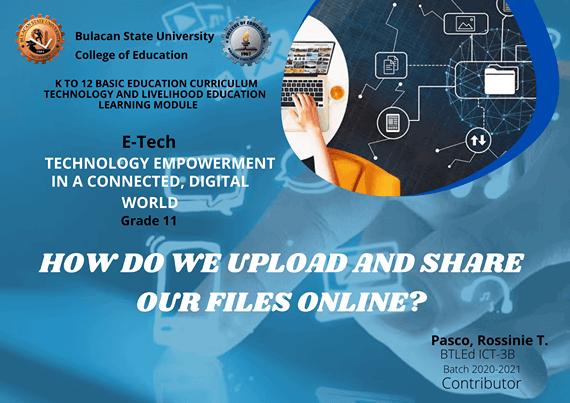 Bulacan State University
College of Education
K TO 12 BASIC EDUCATION CURRICULUM
TECHNOLOGY AND LIVELIHOOD EDUCATION
LEARNING MODULE
E-Tech
TECHNOLOGY EMPOWERMENT
IN A CONNECTED, DIGITAL
WORLD
Grade 11
HOW DO WE UPLOAD AND SHARE
OUR FILES ONLINE?
Pasco, Rossinie T.
BTLEd ICT-3B
Batch 2020-2021
Contributor